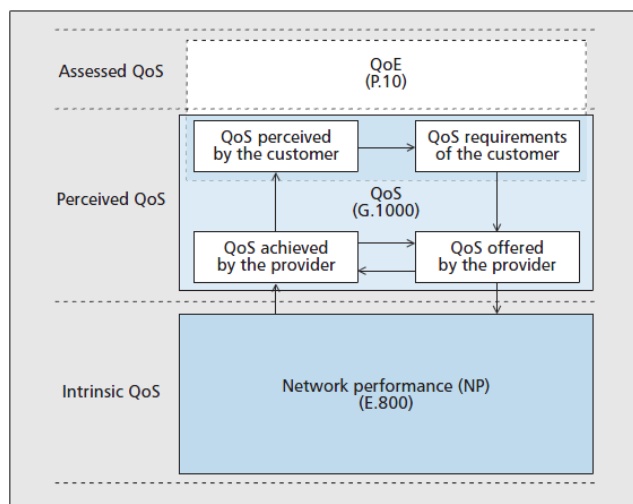 Assessed QoS
QoE
(P.10)
QoS perceived
by the customer
QoS requirements
of the customer
Perceived QoS
QoS
(G.1000)
QoS achieved
by the provider
QoS offered
by the provider
Intrinsic QoS
Network performance (NP)
(E.800)